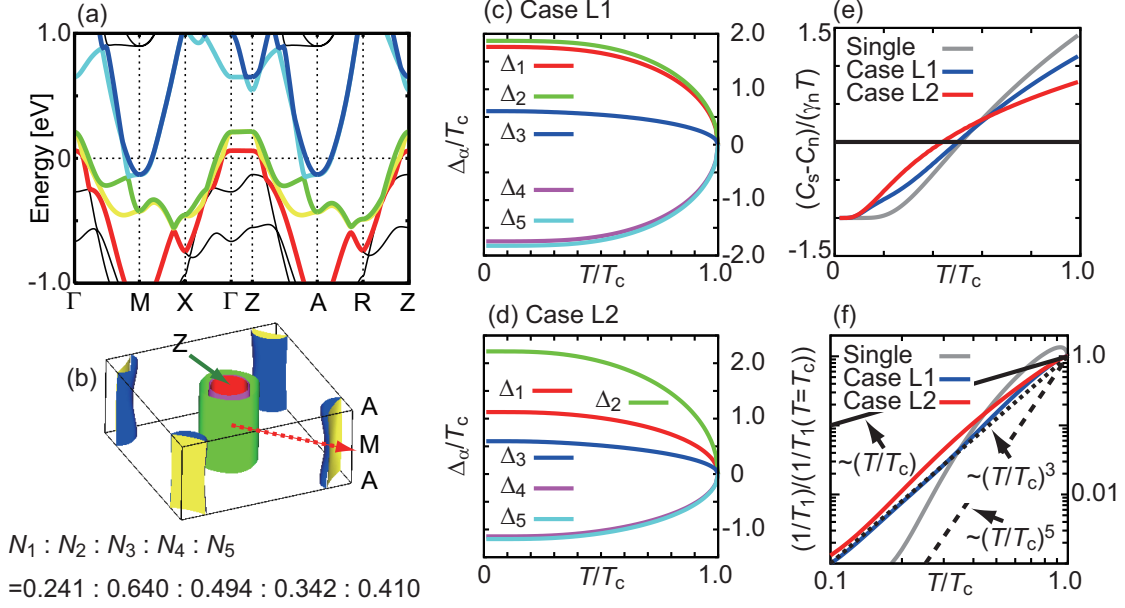 (a)
1.0
0
-1.0
Energy [eV]
Γ M X Γ Z A R Z
(b)
Z
A
M
A
N1 : N2 : N3 : N4 : N5
=0.241 : 0.640 : 0.494 : 0.342 : 0.410
(c) Case L1
Δ1
Δ2
Δ3
Δ4
Δ5
Δα/Tc
2.0
1.0
0
-1.0
-2.0
0 T/Tc 1.0
(d) Case L2
Δ1
Δ2
Δ3
Δ4
Δ5
Δα/Tc
2.0
1.0
0
-1.0
0 T/Tc 1.0
(e)
1.5
Single
Case L1
Case L2
-1.5
(Cs-Cn)/(γnT)
0 T/Tc 1.0
(f)
Single
Case L1
Case L2
~(T/Tc)
~(T/Tc)3
~(T/Tc)5
1.0
0.01
(1/T1)/(1/T1(T=Tc))
0.1 T/Tc 1.0